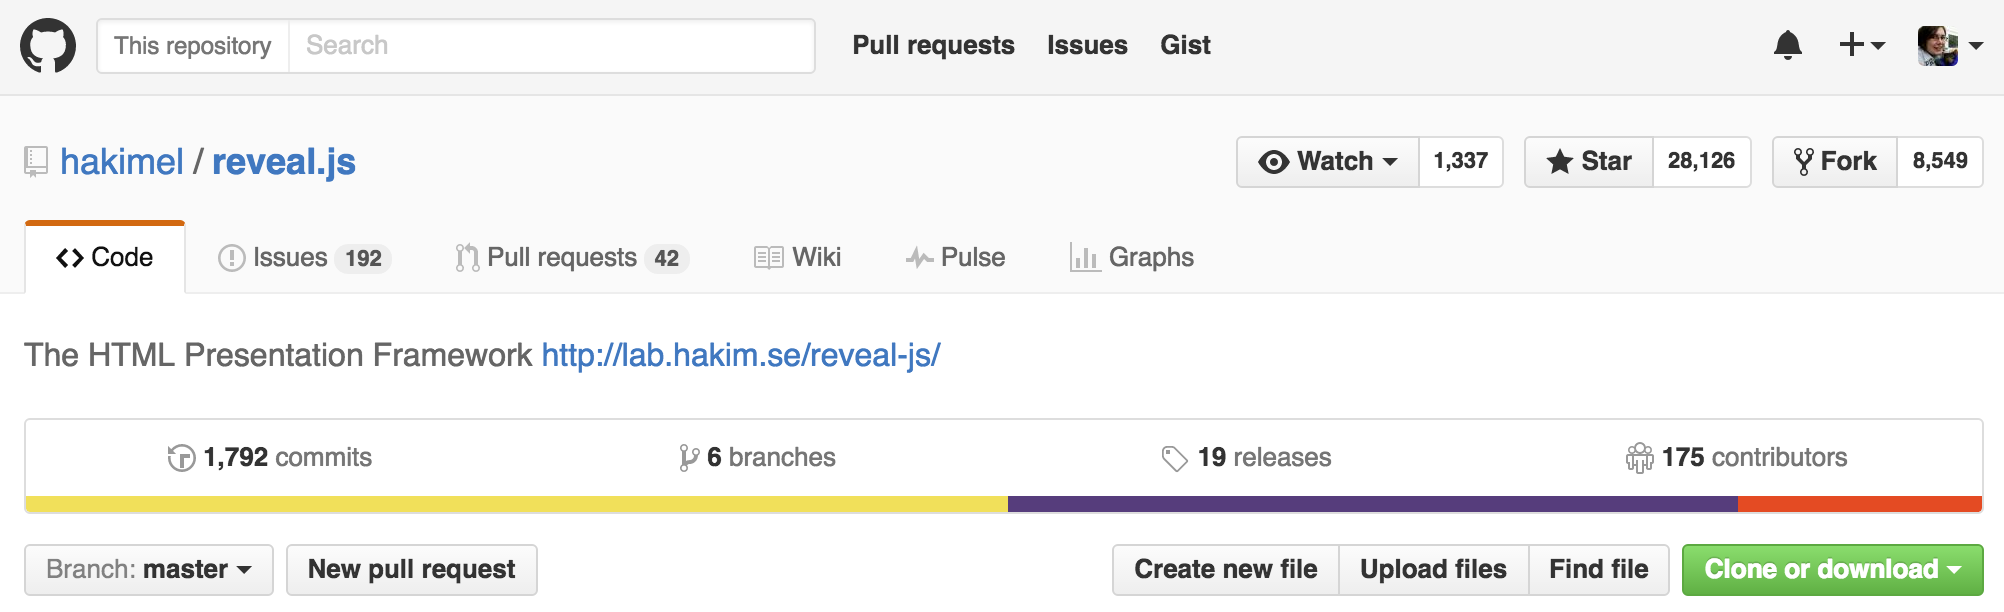 This repository Search Pull requests Issues Gist
hakimel / reveal.js Watch 1,337 Star 28,126 Fork 8,549
Code Issues 192 Pull requests 42 Wiki Pulse Graphs
The HTML Presentation Framework http://lab.hakim.se/reveal-js/
1,792 commits 6 branches 19 releases 175 contributors
Branch: master New pull request Create new file Upload files Find file Clone or download